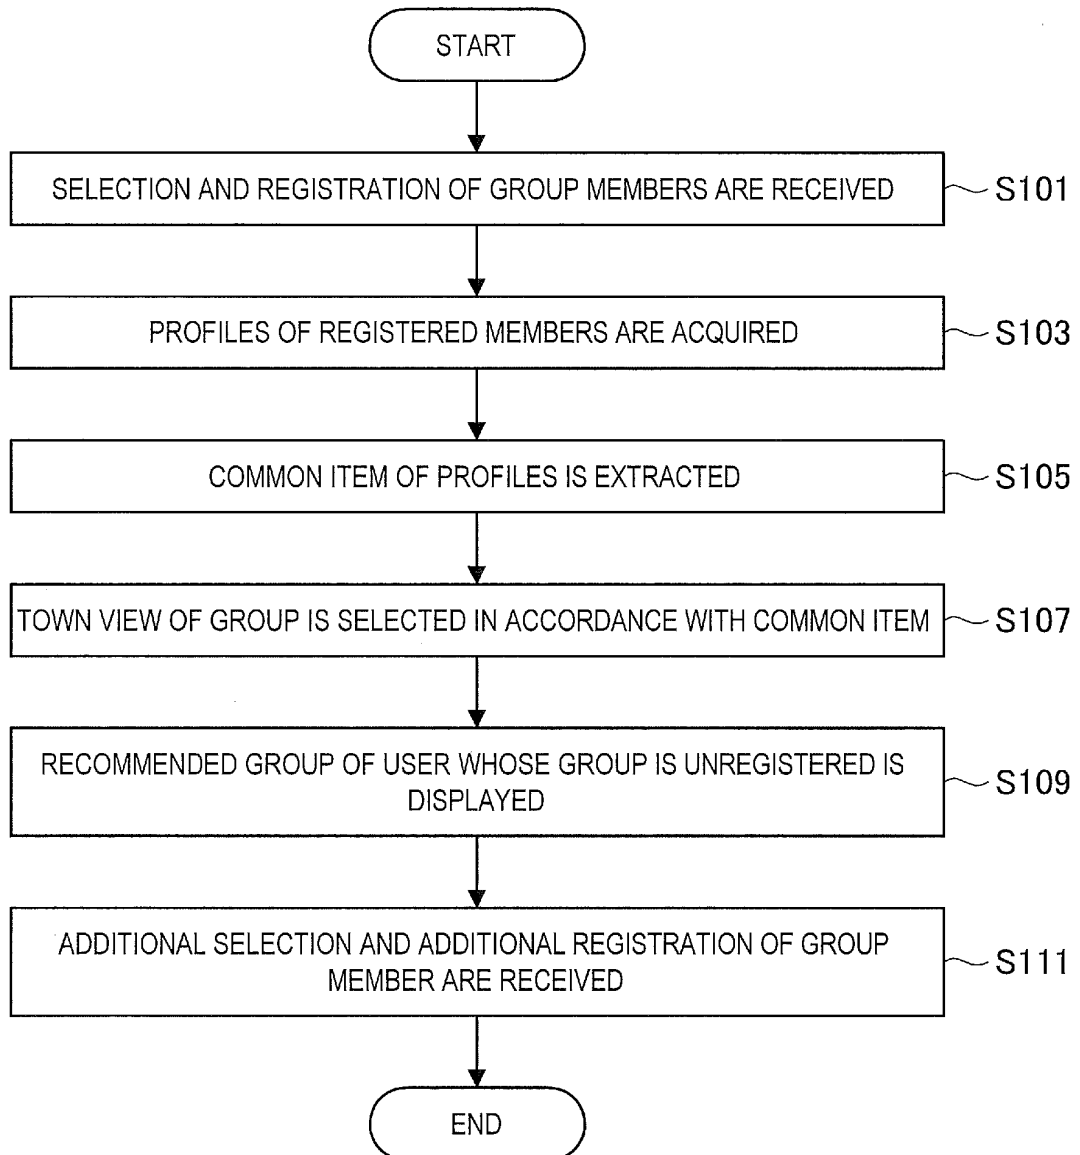 START
SELECTION AND REGISTRATION OF GROUP MEMBERS ARE RECEIVED
S101
PROFILES OF REGISTERED MEMBERS ARE ACQUIRED
S103
COMMON ITEM OF PROFILES IS EXTRACTED
S105
TOWN VIEW OF GROUP IS SELECTED IN ACCORDANCE WITH COMMON ITEM
S107
RECOMMENDED GROUP OF USER WHOSE GROUP IS UNREGISTERED IS
DISPLAYED
S109
ADDITIONAL SELECTION AND ADDITIONAL REGISTRATION OF GROUP
MEMBER ARE RECEIVED
S111
END